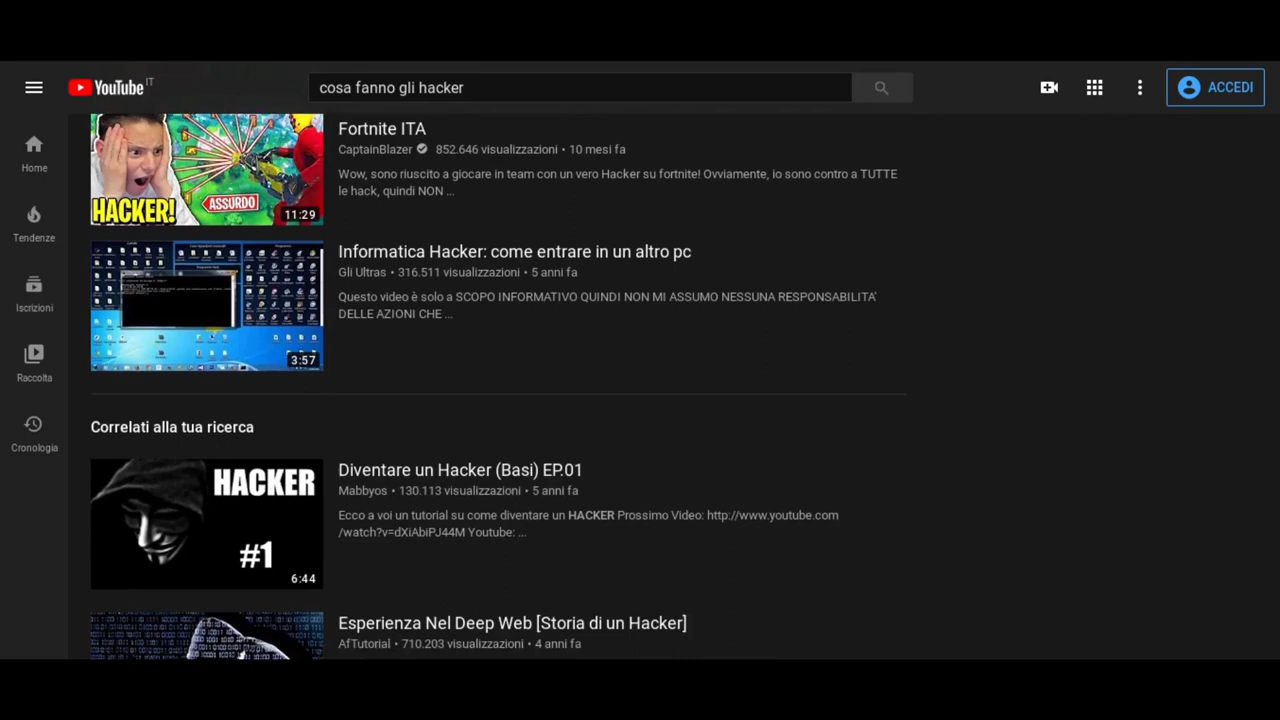 YouTube IT
cosa fanno gli hacker
ACCEDI
Home
Tendenze
Iscrizioni
Raccolta
Cronologia
HACKER!
ASSURDO
11:29
Fortnite ITA
CaptainBlazer 852.646 visualizzazioni • 10 mesi fa
Wow, sono riuscito a giocare in team con un vero Hacker su fortnite! Ovviamente, io sono contro a TUTTE
le hack, quindi NON ...
3:57
Informatica Hacker: come entrare in un altro pc
Gli Ultras • 316.511 visualizzazioni • 5 anni fa
Questo video è solo a SCOPO INFORMATIVO QUINDI NON MI ASSUMO NESSUNA RESPONSABILITA'
DELLE AZIONI CHE ...
Correlati alla tua ricerca
HACKER
#1
6:44
Diventare un Hacker (Basi) EP.01
Mabbyos • 130.113 visualizzazioni • 5 anni fa
Ecco a voi un tutorial su come diventare un HACKER Prossimo Video: http://www.youtube.com
/watch?v=dXiAbiPJ44M Youtube: ...
Esperienza Nel Deep Web [Storia di un Hacker]
AfTutorial • 710.203 visualizzazioni • 4 anni fa